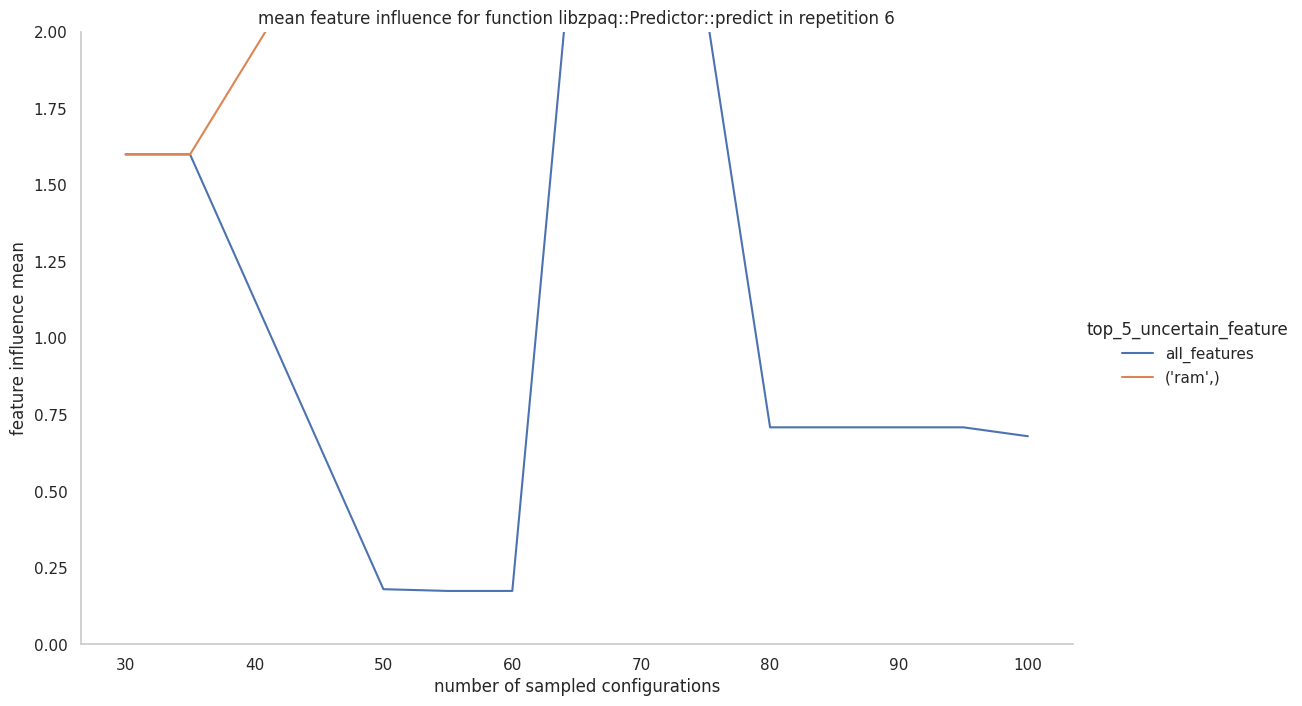 mean feature influence for function libzpaq::Predictor::predict in repetition 6
2.00
1.75
1.50
1.25
1.00
0.75
0.50
0.25
0.00
feature influence mean
30 40 50 60 70 80 90 100
number of sampled configurations
top_5_uncertain_feature
all_features
('ram',)